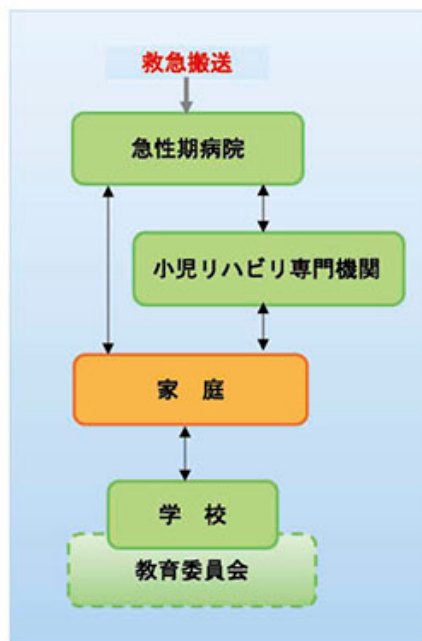 救急搬送
急性期病院
小児リハビリ専門機関
家　庭
学　校
教育委員会